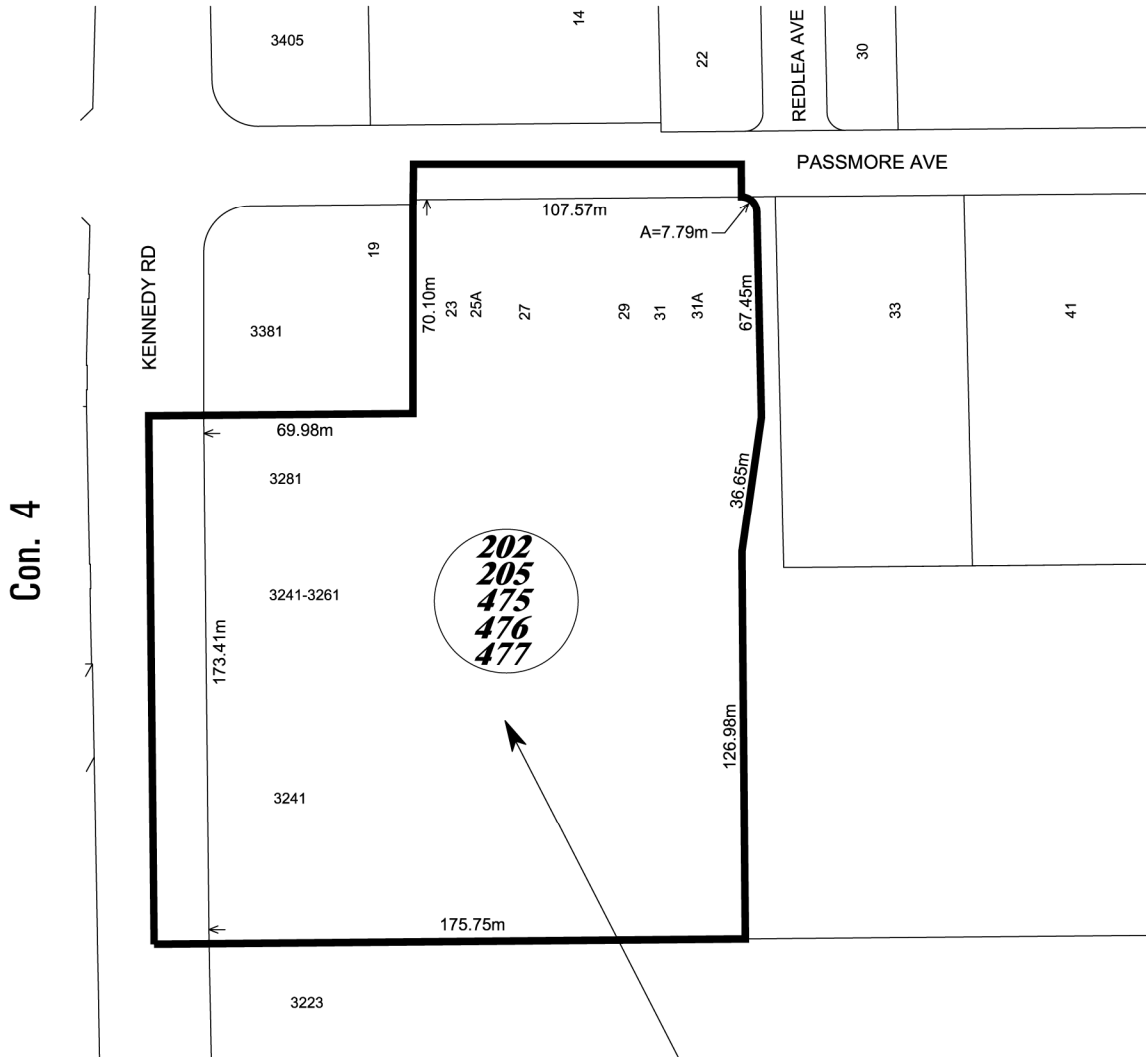 3405
14
22
REDLEA AVE
30
PASSMORE AVE
107.57m
A=7.79m
KENNEDY RD
19
3381
70.10m
23
25A
27
29
31
31A
67.45m
33
41
69.98m
3281
36.65m
Con. 4
202
205
475
476
477
3241-3261
173.41m
126.98m
3241
175.75m
3223